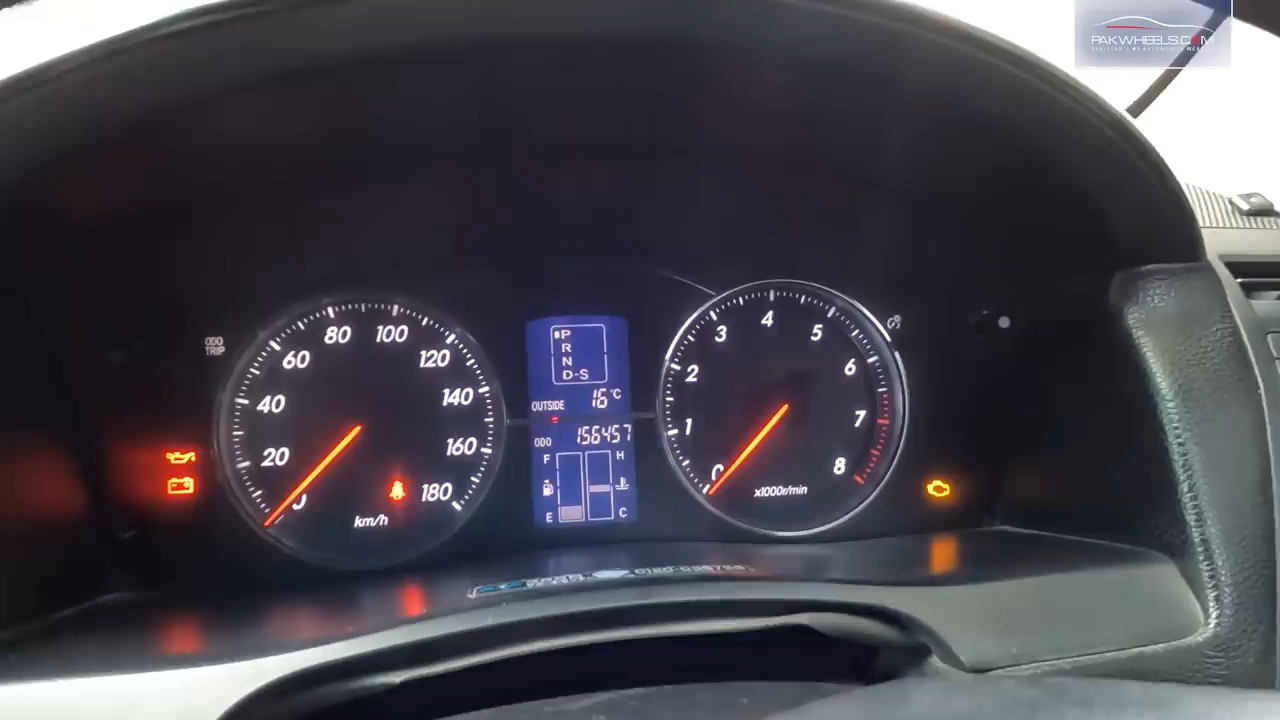 PAKWHEELS.COM
ODO
TRIP
0
20
40
60
80
100
120
140
160
180
km/h
P
R
N
D-S
OUTSIDE 16°C
ODO 156457
F H
E C
0
1
2
3
4
5
6
7
8
x1000r/min